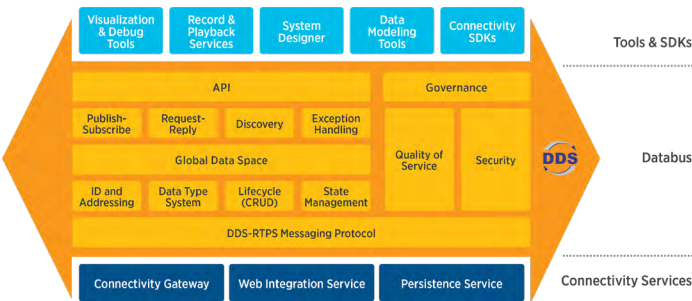 Visualization
& Debug
Tools
Record &
Playback
Services
System
Designer
Data
Modeling
Tools
Connectivity
SDKs
Tools & SDKs
API
Governance
Publish-
Subscribe
Request-
Reply
Discovery
Exception
Handling
Global Data Space
Quality of
Service
Security
DDS
Databus
ID and
Addressing
Data Type
System
Lifecycle
(CRUD)
State
Management
DDS-RTPS Messaging Protocol
Connectivity Gateway
Web Integration Service
Persistence Service
Connectivity Services